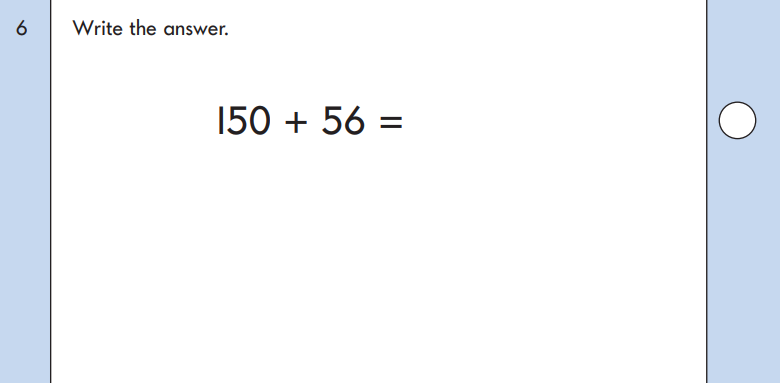 6 Write the answer.
150 + 56 =